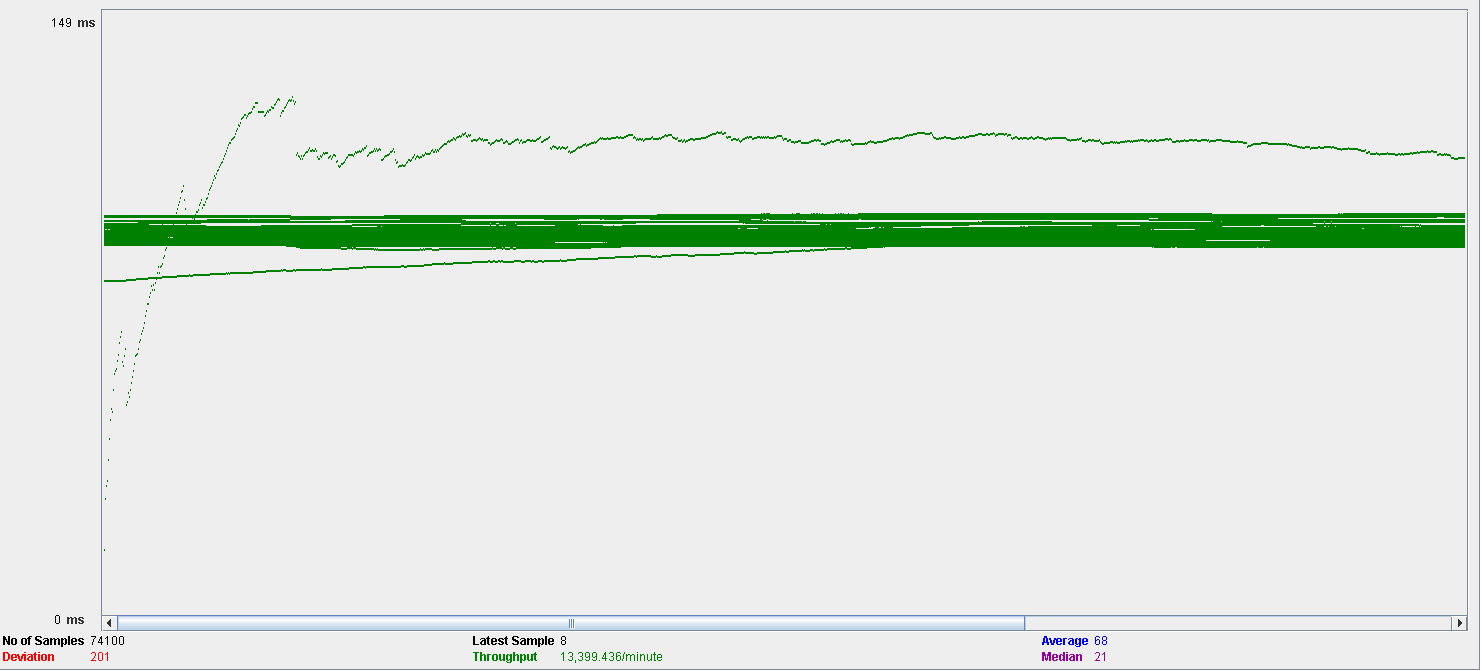 149 ms
0 ms
No of Samples 74100 Latest Sample 8 Average 68
Deviation 201 Throughput 13,399.436/minute Median 21